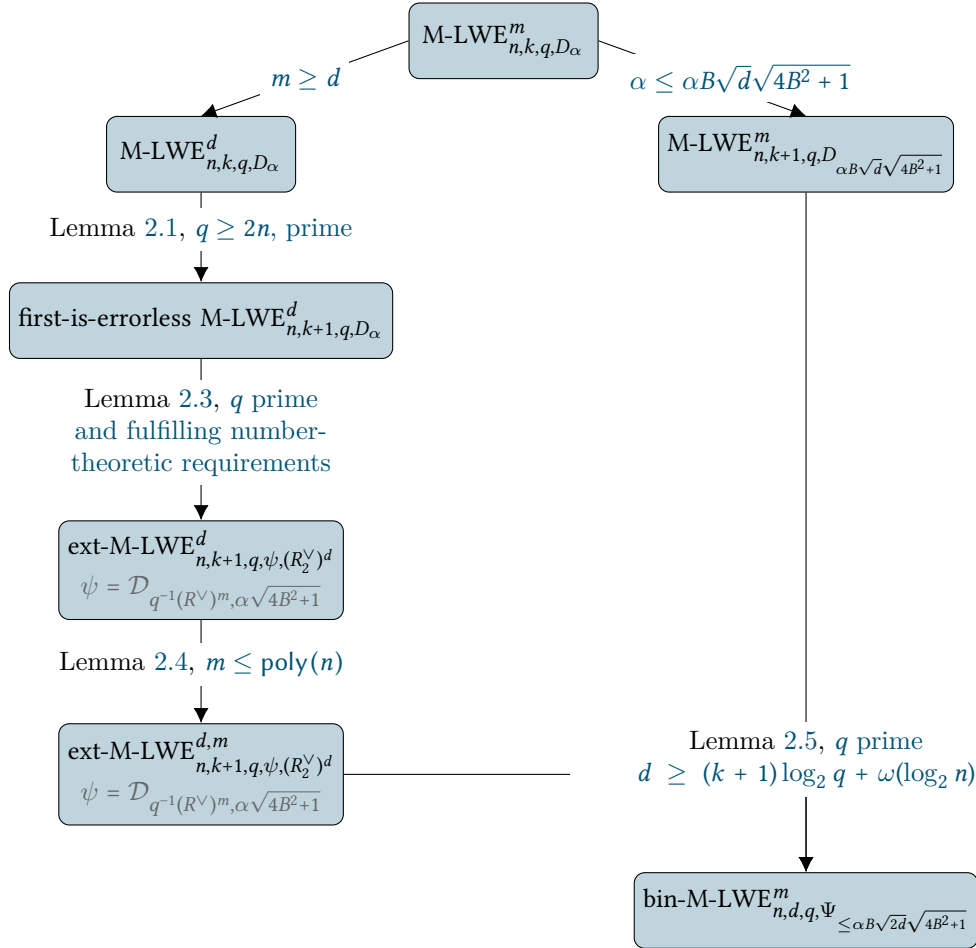 M-LWE^m_{n,k,q,D_α}
m ≥ d
α ≤ αB√d√4B² + 1
M-LWE^d_{n,k,q,D_α}
M-LWE^m_{n,k+1,q,D_{αB√d√4B²+1}}
Lemma 2.1, q ≥ 2n, prime
first-is-errorless M-LWE^d_{n,k+1,q,D_α}
Lemma 2.3, q prime
and fulfilling number-
theoretic requirements
ext-M-LWE^d_{n,k+1,q,ψ,(R_2^∨)^d}
ψ = 𝒟_{q^{-1}(R^∨)^m,α√4B²+1}
Lemma 2.4, m ≤ poly(n)
ext-M-LWE^{d,m}_{n,k+1,q,ψ,(R_2^∨)^d}
ψ = 𝒟_{q^{-1}(R^∨)^m,α√4B²+1}
Lemma 2.5, q prime
d ≥ (k + 1) log₂ q + ω(log₂ n)
bin-M-LWE^m_{n,d,q,Ψ_{≤αB√2d√4B²+1}}